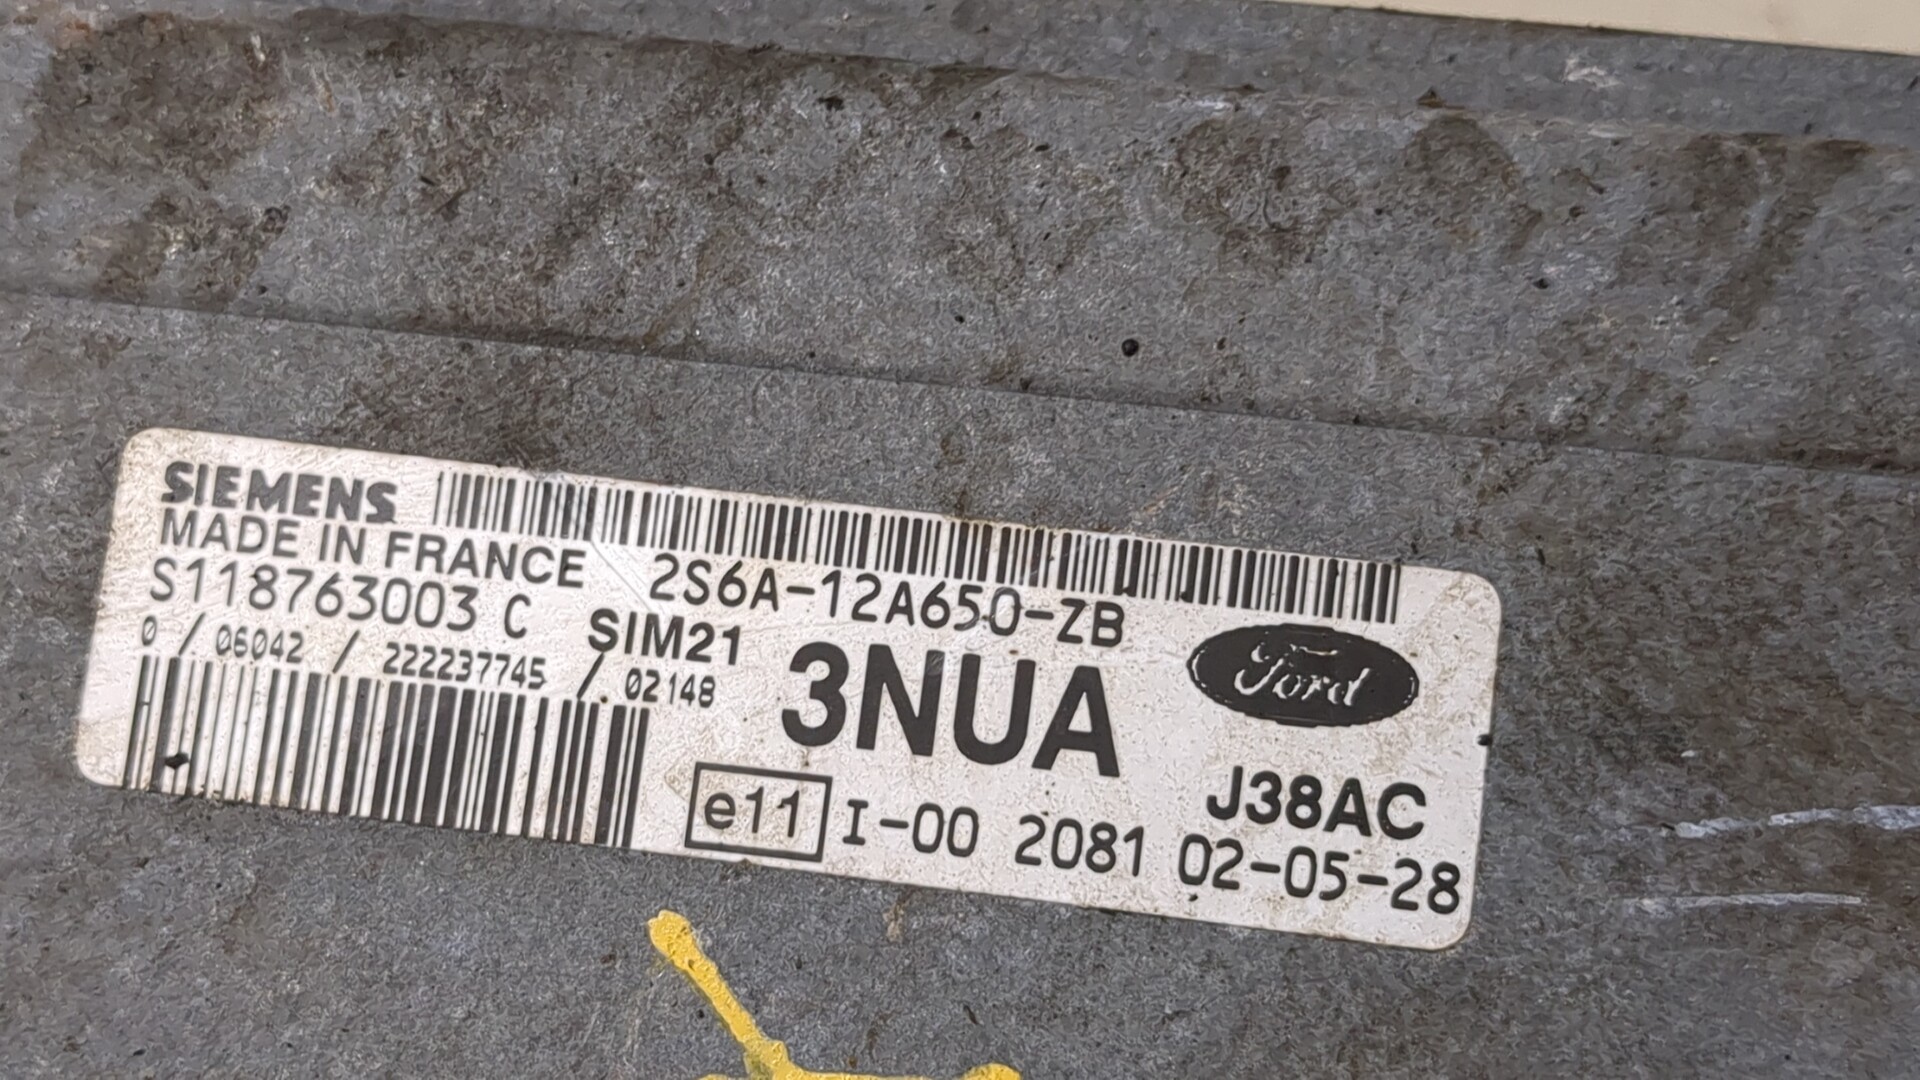 SIEMENS
MADE IN FRANCE
2S6A-12A650-ZB
S118763003 C
SIM21
0 / 06042 / 222237745 / 02148
3NUA
Ford
J38AC
e11 I-00 2081 02-05-28